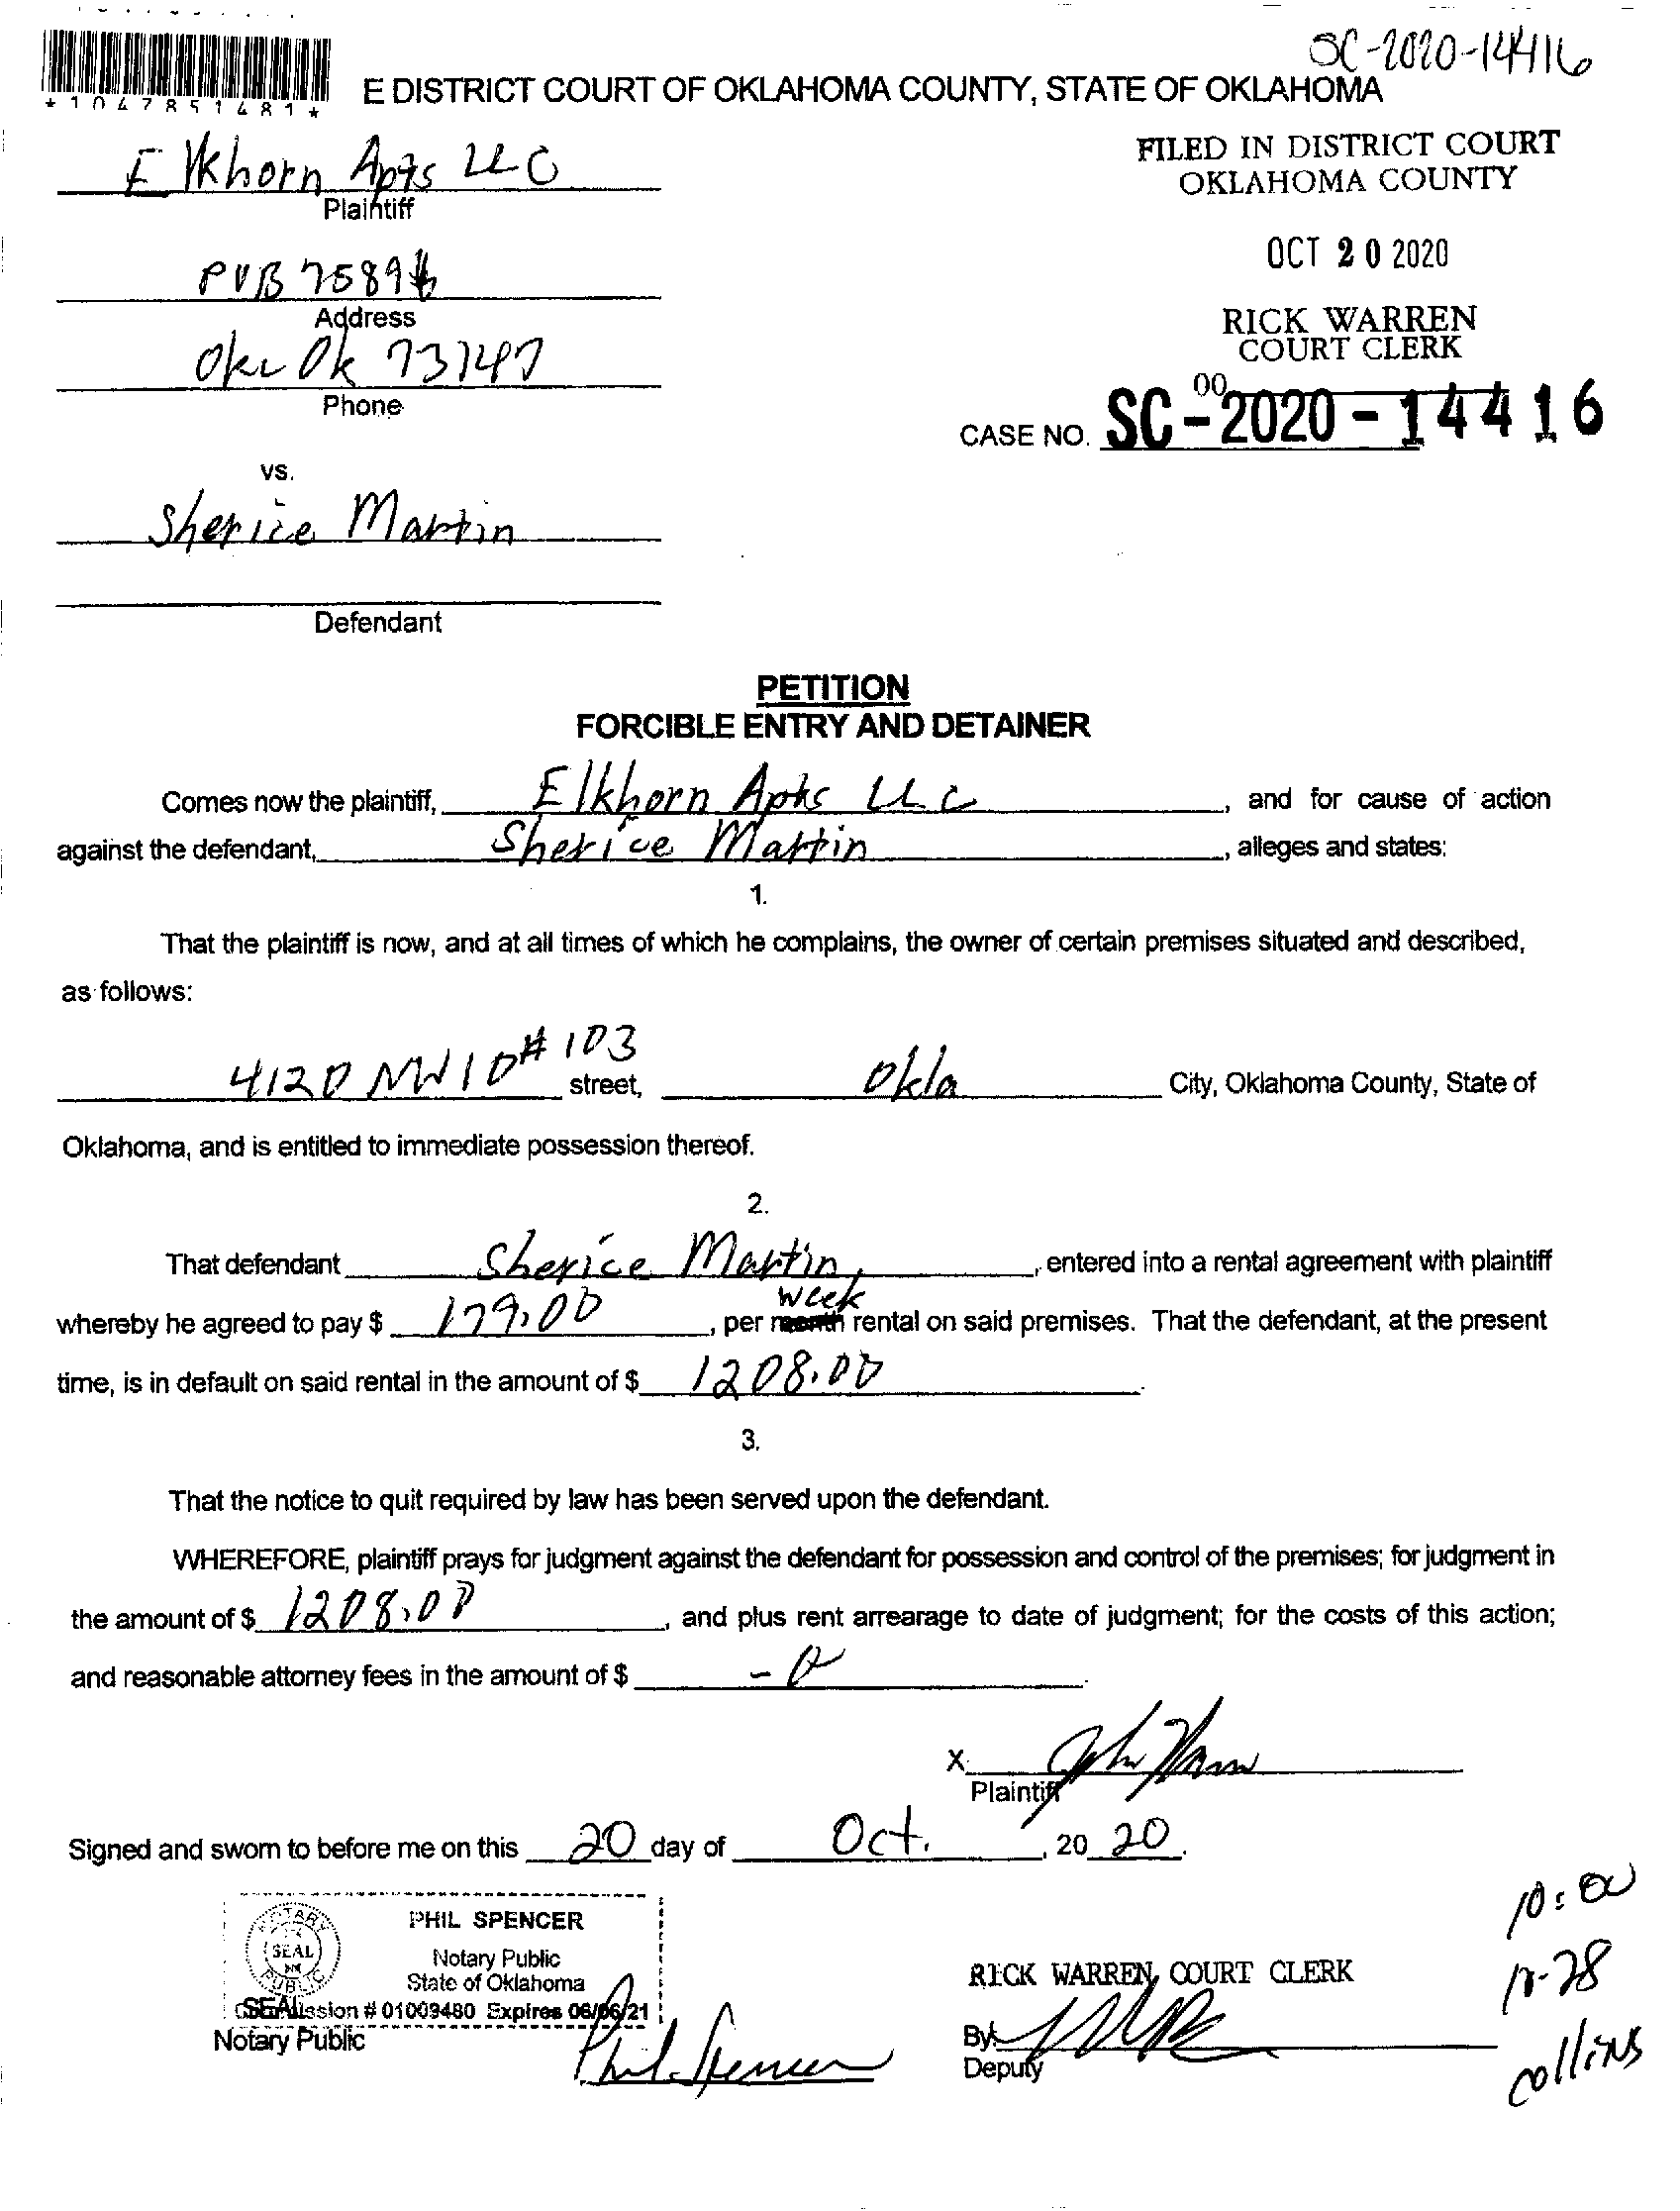 SC-2020-14416
*1047851481*
E DISTRICT COURT OF OKLAHOMA COUNTY, STATE OF OKLAHOMA
Elkhorn Apts LLC
Plaintiff
FILED IN DISTRICT COURT
OKLAHOMA COUNTY
Address
OCT 20 2020
RICK WARREN
COURT CLERK
Ok 73147
Phone
00
CASE NO. SC-2020-14416
vs.
Sherice Martin
Defendant
PETITION
FORCIBLE ENTRY AND DETAINER
Comes now the plaintiff, Elkhorn Apts LLC, and for cause of action
against the defendant, Sherice Martin, alleges and states:
1.
That the plaintiff is now, and at all times of which he complains, the owner of certain premises situated and described,
as follows:
4120 NW 10 # 103 street, Okla City, Oklahoma County, State of
Oklahoma, and is entitled to immediate possession thereof.
2.
That defendant Sherice Martin, entered into a rental agreement with plaintiff
week
whereby he agreed to pay $ 179.00, per month rental on said premises. That the defendant, at the present
time, is in default on said rental in the amount of $ 1208.00.
3.
That the notice to quit required by law has been served upon the defendant.
WHEREFORE, plaintiff prays for judgment against the defendant for possession and control of the premises; for judgment in
the amount of $ 1208.00, and plus rent arrearage to date of judgment; for the costs of this action;
and reasonable attorney fees in the amount of $ -0.
X
Plaintiff
Signed and sworn to before me on this 20 day of Oct., 20 20.
10:00
NOTARY PUBLIC
SEAL
PHIL SPENCER
Notary Public
State of Oklahoma
Commission # 01009480 Expires 06/06/21
SEAL
Notary Public
Phil Spencer
RICK WARREN, COURT CLERK
By
Deputy
Collins